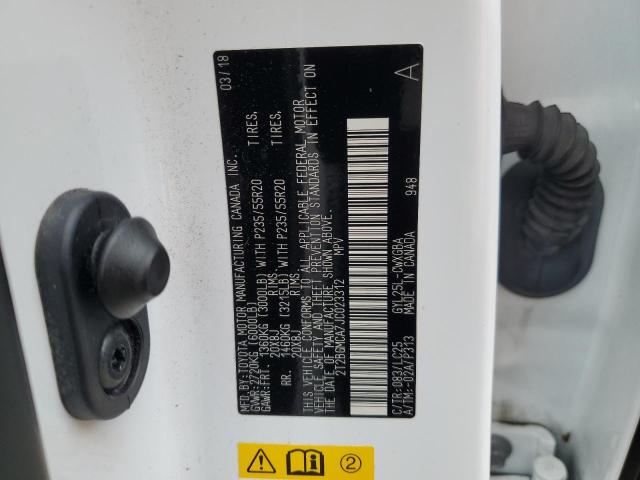 MFD.BY:TOYOTA MOTOR MANUFACTURING CANADA INC. 03/18
GVWR:2720KG (6000LB)
GAWR:FRT. 1360KG (3000LB) WITH P235/55R20 TIRES,
20X8J RIMS,
RR. 1460KG (3215LB) WITH P235/55R20 TIRES,
20X8J RIMS,
THIS VEHICLE CONFORMS TO ALL APPLICABLE FEDERAL MOTOR
VEHICLE SAFETY AND THEFT PREVENTION STANDARDS IN EFFECT ON
THE DATE OF MANUFACTURE SHOWN ABOVE.
2T2BGMCA7JC023312 MPV
C/TR:083/LC25 GYL25L-CWXGBA A
A/TM:-02A/P313 MADE IN CANADA 948
2